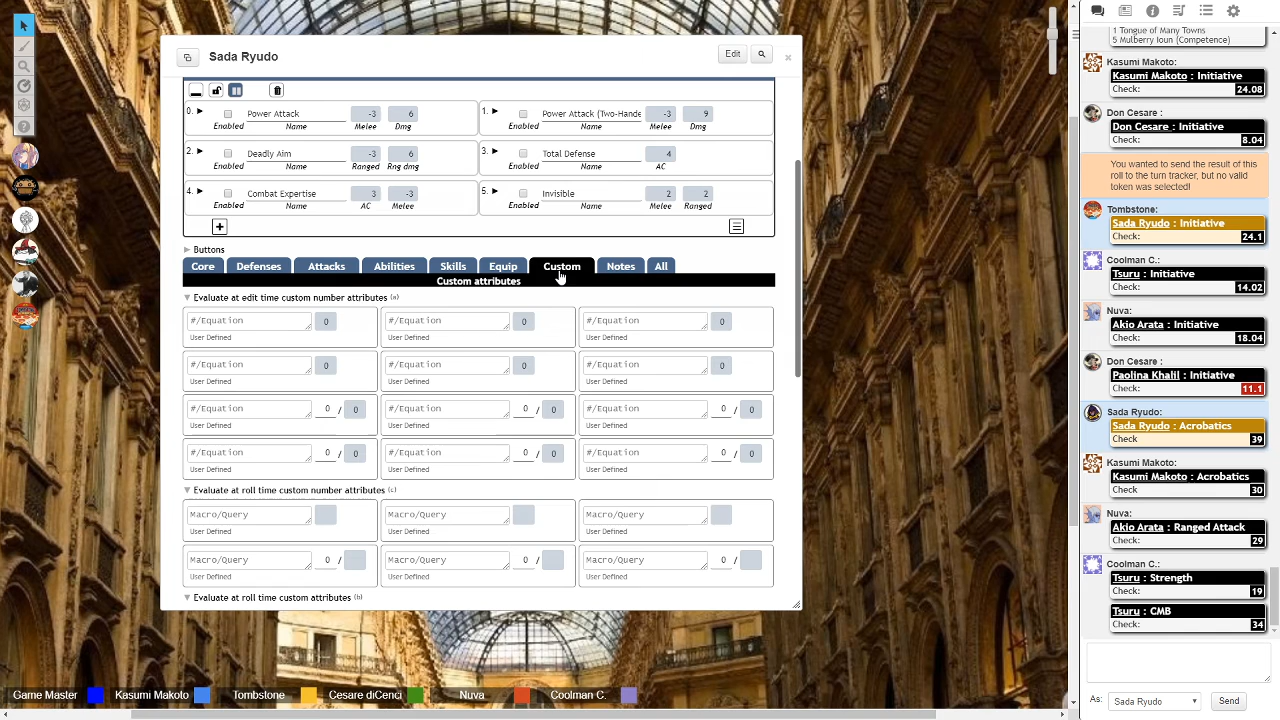 Sada Ryudo
Edit
0.
Power Attack
-3
6
Enabled
Name
Melee
Dmg
1.
Power Attack (Two-Hande
-3
9
Enabled
Name
Melee
Dmg
2.
Deadly Aim
-3
6
Enabled
Name
Ranged
Rng dmg
3.
Total Defense
4
Enabled
Name
AC
4.
Combat Expertise
3
-3
Enabled
Name
AC
Melee
5.
Invisible
2
2
Enabled
Name
Melee
Ranged
Buttons
Core
Defenses
Attacks
Abilities
Skills
Equip
Custom
Notes
All
Custom attributes
Evaluate at edit time custom number attributes (a)
#/Equation 0 #/Equation 0 #/Equation 0
User Defined User Defined User Defined
#/Equation 0 #/Equation 0 #/Equation 0
User Defined User Defined User Defined
#/Equation 0 / 0 #/Equation 0 / 0 #/Equation 0 / 0
User Defined User Defined User Defined
#/Equation 0 / 0 #/Equation 0 / 0 #/Equation 0 / 0
User Defined User Defined User Defined
Evaluate at roll time custom number attributes (c)
Macro/Query Macro/Query Macro/Query
User Defined User Defined User Defined
Macro/Query 0 / Macro/Query 0 / Macro/Query 0 /
User Defined User Defined User Defined
Evaluate at roll time custom attributes (h)
Game Master
Kasumi Makoto
Tombstone
Cesare diCenci
Nuva
Coolman C.
1 Tongue of Many Towns
5 Mulberry Ioun (Competence)
Kasumi Makoto:
Kasumi Makoto : Initiative
Check: 24.08
Don Cesare :
Don Cesare : Initiative
Check: 8.04
You wanted to send the result of this
roll to the turn tracker, but no valid
token was selected!
Tombstone:
Sada Ryudo : Initiative
Check: 24.1
Coolman C.:
Tsuru : Initiative
Check: 14.02
Nuva:
Akio Arata : Initiative
Check: 18.04
Don Cesare :
Paolina Khalil : Initiative
Check: 11.1
Sada Ryudo:
Sada Ryudo : Acrobatics
Check 39
Kasumi Makoto:
Kasumi Makoto : Acrobatics
Check 30
Nuva:
Akio Arata : Ranged Attack
Check: 29
Coolman C.:
Tsuru : Strength
Check: 19
Tsuru : CMB
Check: 34
As:
Sada Ryudo
Send